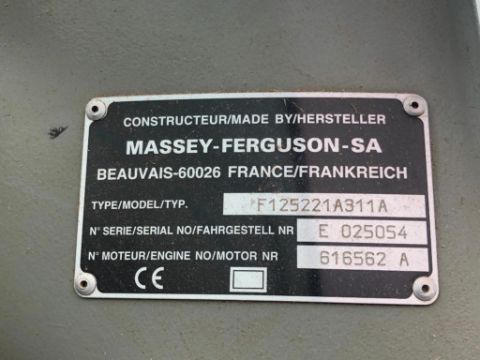 CONSTRUCTEUR/MADE BY/HERSTELLER
MASSEY-FERGUSON-SA
BEAUVAIS-60026 FRANCE/FRANKREICH
TYPE/MODEL/TYP. F125221A311A
N° SERIE/SERIAL NO/FAHRGESTELL NR E 025054
N° MOTEUR/ENGINE NO/MOTOR NR 616562 A
CE